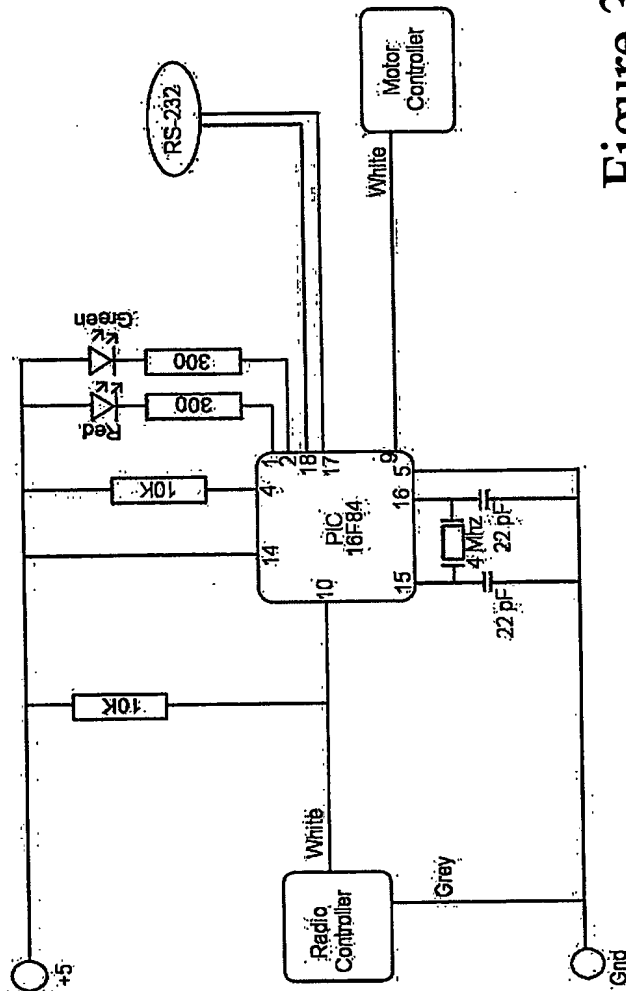 +5
Gnd
Radio
Controller
White
Grey
10K
10K
PIC
16F84
14
4
1
2
18
17
10
15
16
5
9
Red.
Green
300
300
4 Mhz
22 pF
22 pF
RS-232
White
Motor
Controller
Figure